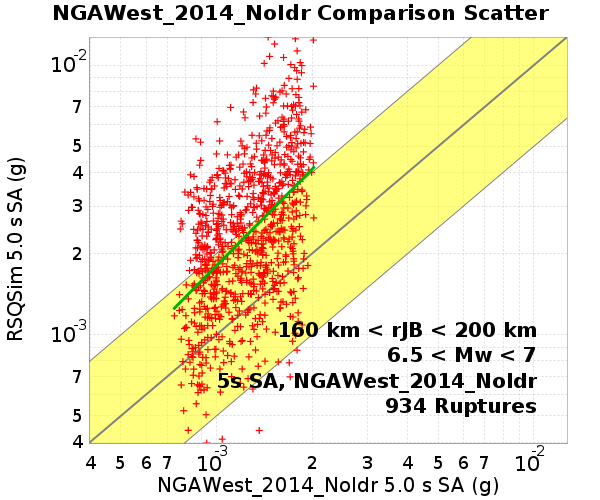 NGAWest_2014_NoIdr Comparison Scatter
10-2
7
5
4
3
2
10-3
7
5
4
RSQSim 5.0 s SA (g)
160 km < rJB < 200 km
6.5 < Mw < 7
5s SA, NGAWest_2014_NoIdr
934 Ruptures
4 5 6 7 10-3 2 3 4 5 6 7 10-2
NGAWest_2014_NoIdr 5.0 s SA (g)